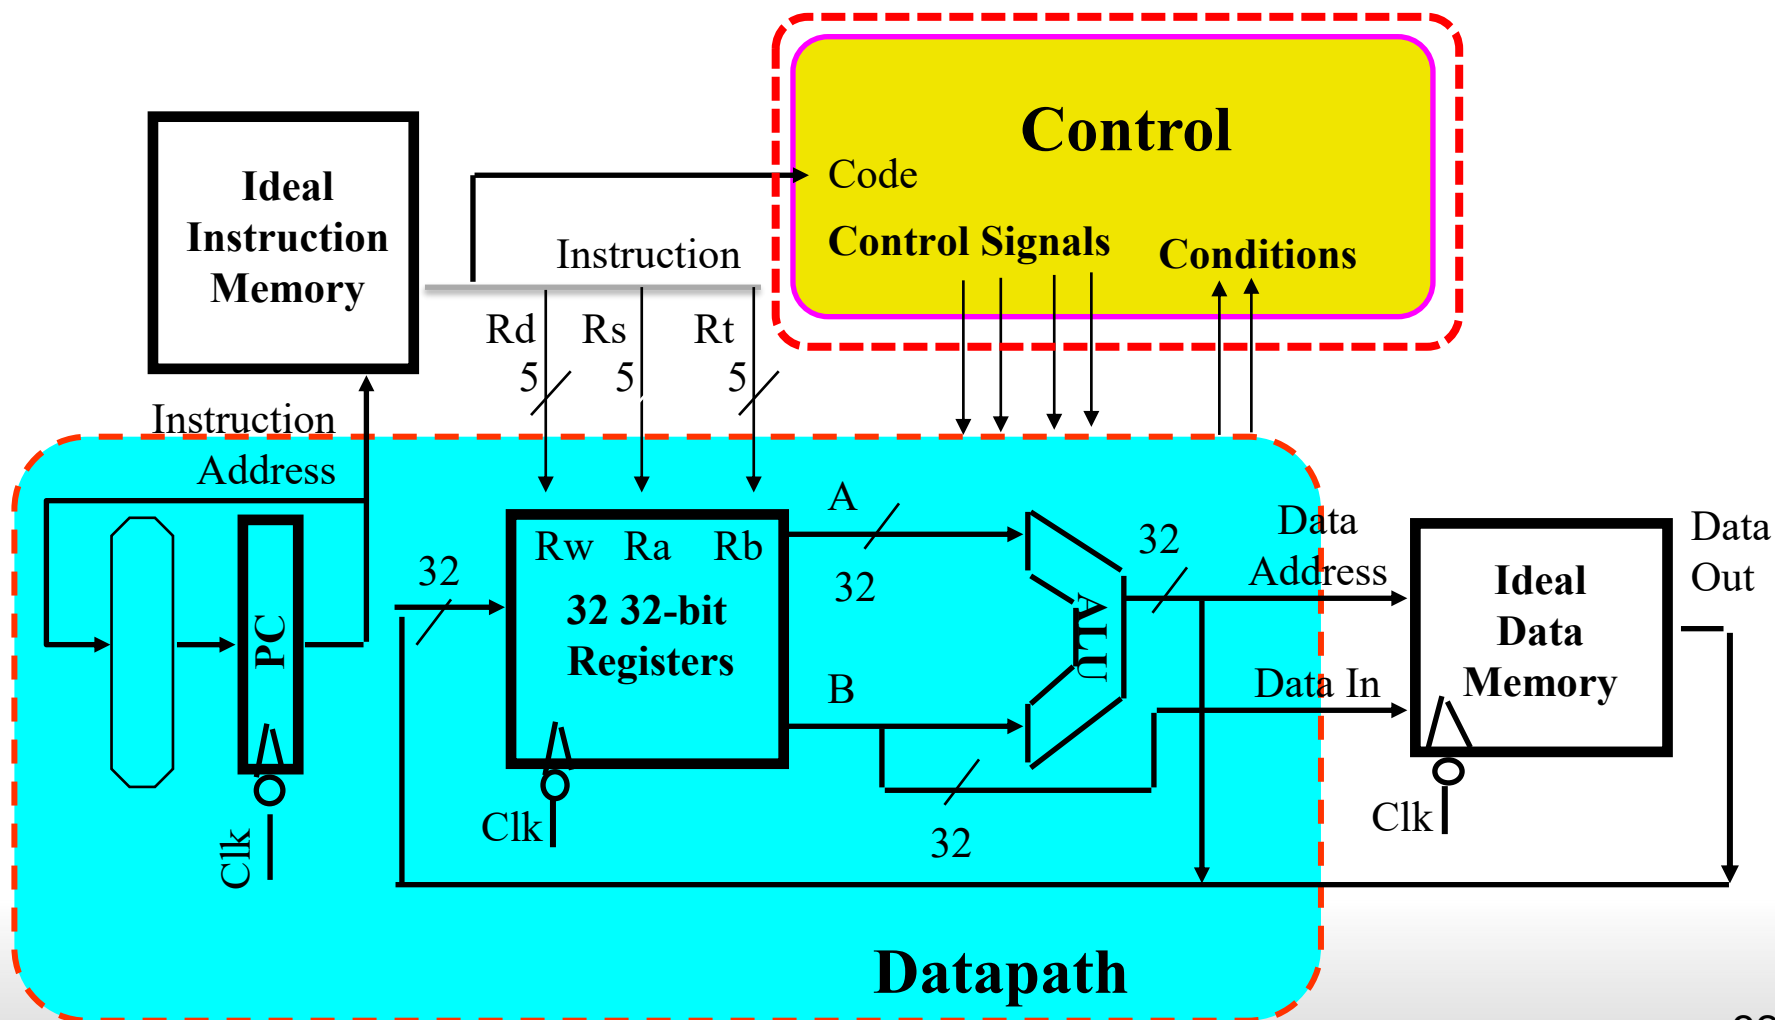 Control
Code
Control Signals
Conditions
Ideal
Instruction
Memory
Instruction
Rd
Rs
Rt
5
5
5
Instruction
Address
PC
Clk
32
Rw Ra Rb
32 32-bit
Registers
Clk
A
32
B
32
ALU
32
Data
Address
Data In
Ideal
Data
Memory
Clk
Data
Out
Datapath